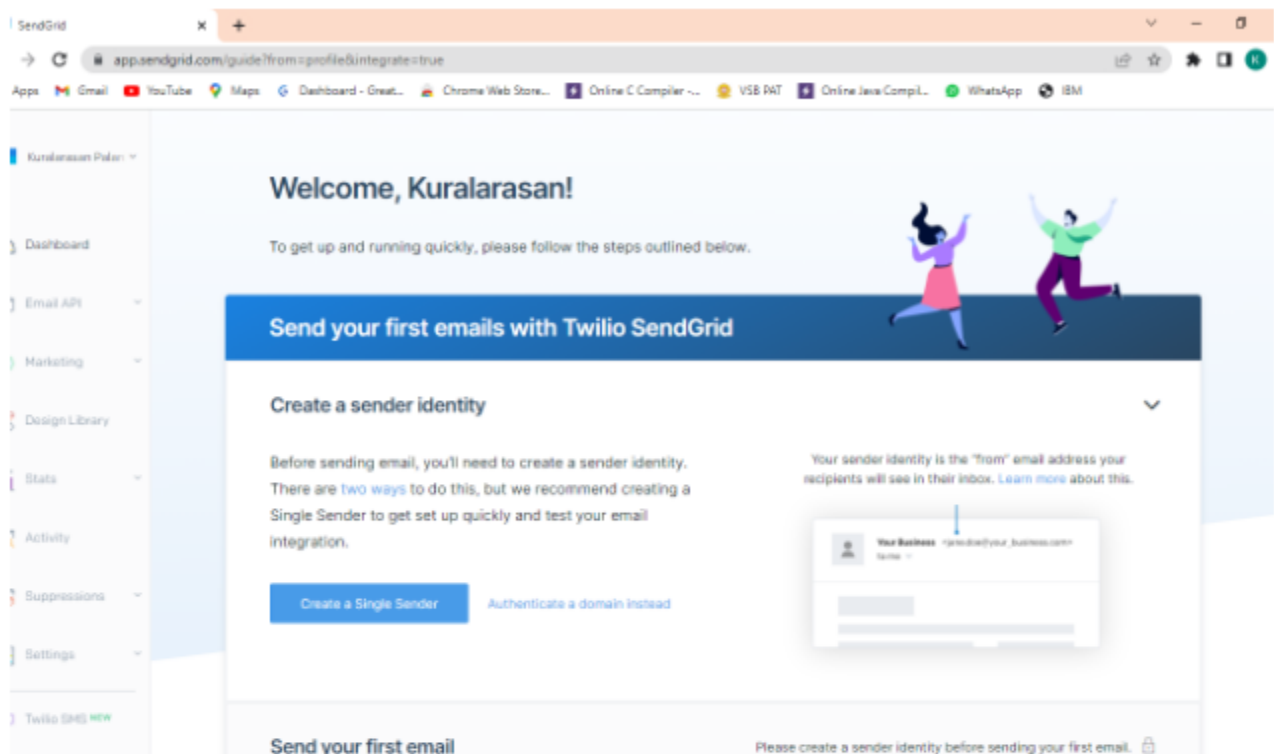 SendGrid
app.sendgrid.com/guide?from=profile&integrate=true
Apps Gmail YouTube Maps Dashboard - Great... Chrome Web Store... Online C Compiler -... VSB PAT Online Java Compil... WhatsApp IBM
K
Kuralarasan Palan
Dashboard
Email API
Marketing
Design Library
Stats
Activity
Suppressions
Settings
Twilio SMS NEW
Welcome, Kuralarasan!
To get up and running quickly, please follow the steps outlined below.
Send your first emails with Twilio SendGrid
Create a sender identity
Before sending email, you'll need to create a sender identity.
There are two ways to do this, but we recommend creating a
Single Sender to get set up quickly and test your email
integration.
Create a Single Sender Authenticate a domain instead
Your sender identity is the "from" email address your
recipients will see in their inbox. Learn more about this.
Your Business <janedoe@your_business.com>
to me
Send your first email
Please create a sender identity before sending your first email.